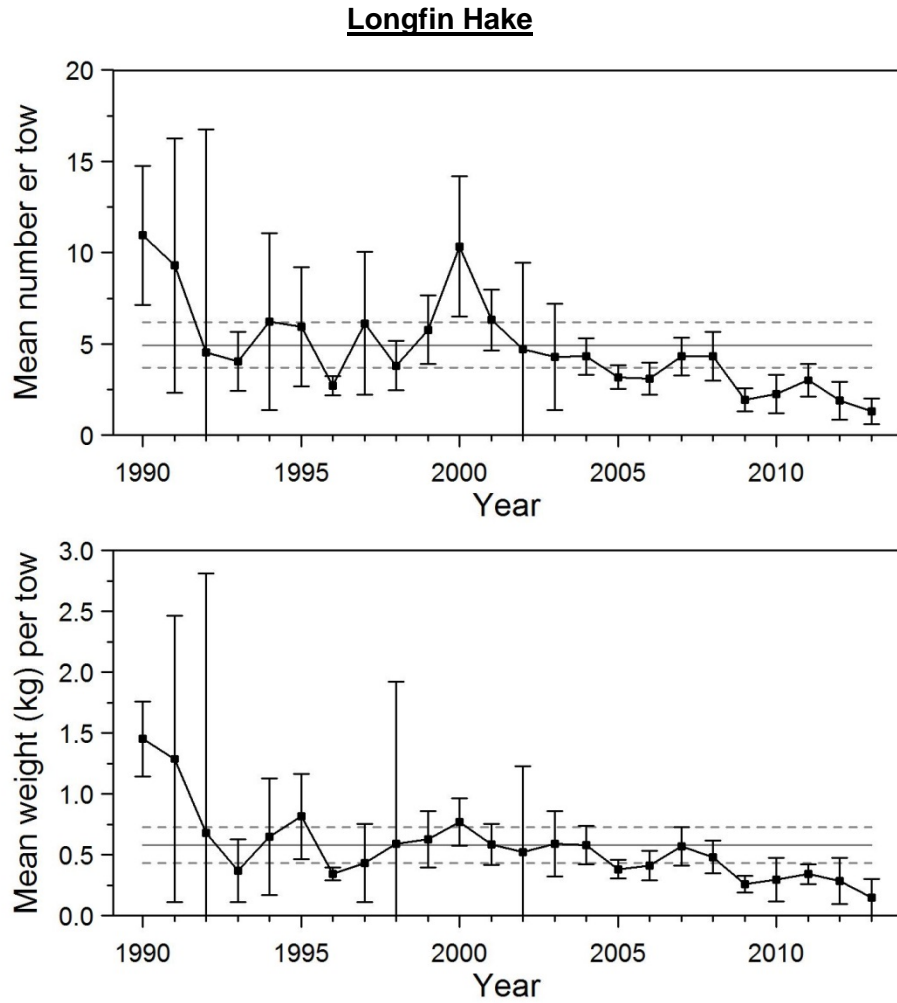 Longfin Hake
Mean number er tow
20
15
10
5
0
1990 1995 2000 2005 2010
Year
Mean weight (kg) per tow
3.0
2.5
2.0
1.5
1.0
0.5
0.0
1990 1995 2000 2005 2010
Year